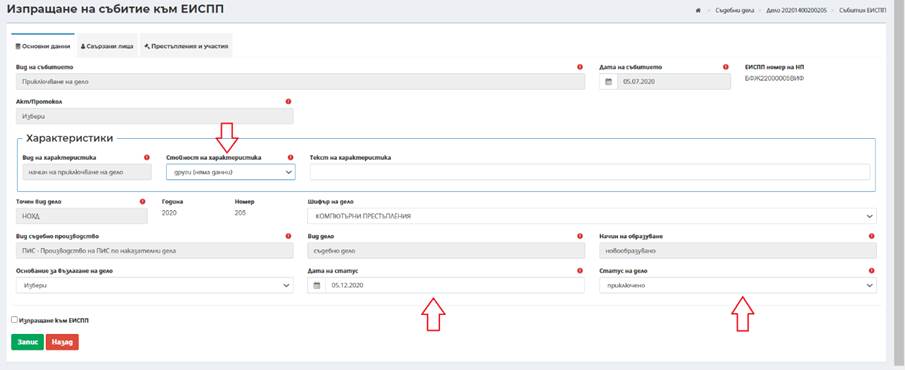 Изпращане на събитие към ЕИСПП
Съдебни дела Дело 20201400200205 Събития ЕИСПП
Основни данни Свързани лица Престъпления и участия
Вид на събитието Дата на събитието ЕИСПП номер на НП
Приключване на дело 05.07.2020
Акт/Протокол
Избери
Характеристики
Вид на характеристика Стойност на характеристика Текст на характеристика
начин на приключване на дело други (няма данни)
Точен вид дело Година Номер Шифър на дело
НОХД 2020 205 КОМПЮТЪРНИ ПРЕСТЪПЛЕНИЯ
Вид съдебно производство Вид дело Начин на образуване
ПИС - Производство на ПИС по наказателни дела съдебно дело новообразувано
Основание за възлагане на дело Дата на статус Статус на дело
Избери 05.12.2020 приключено
Изпращане към ЕИСПП
Запис Назад